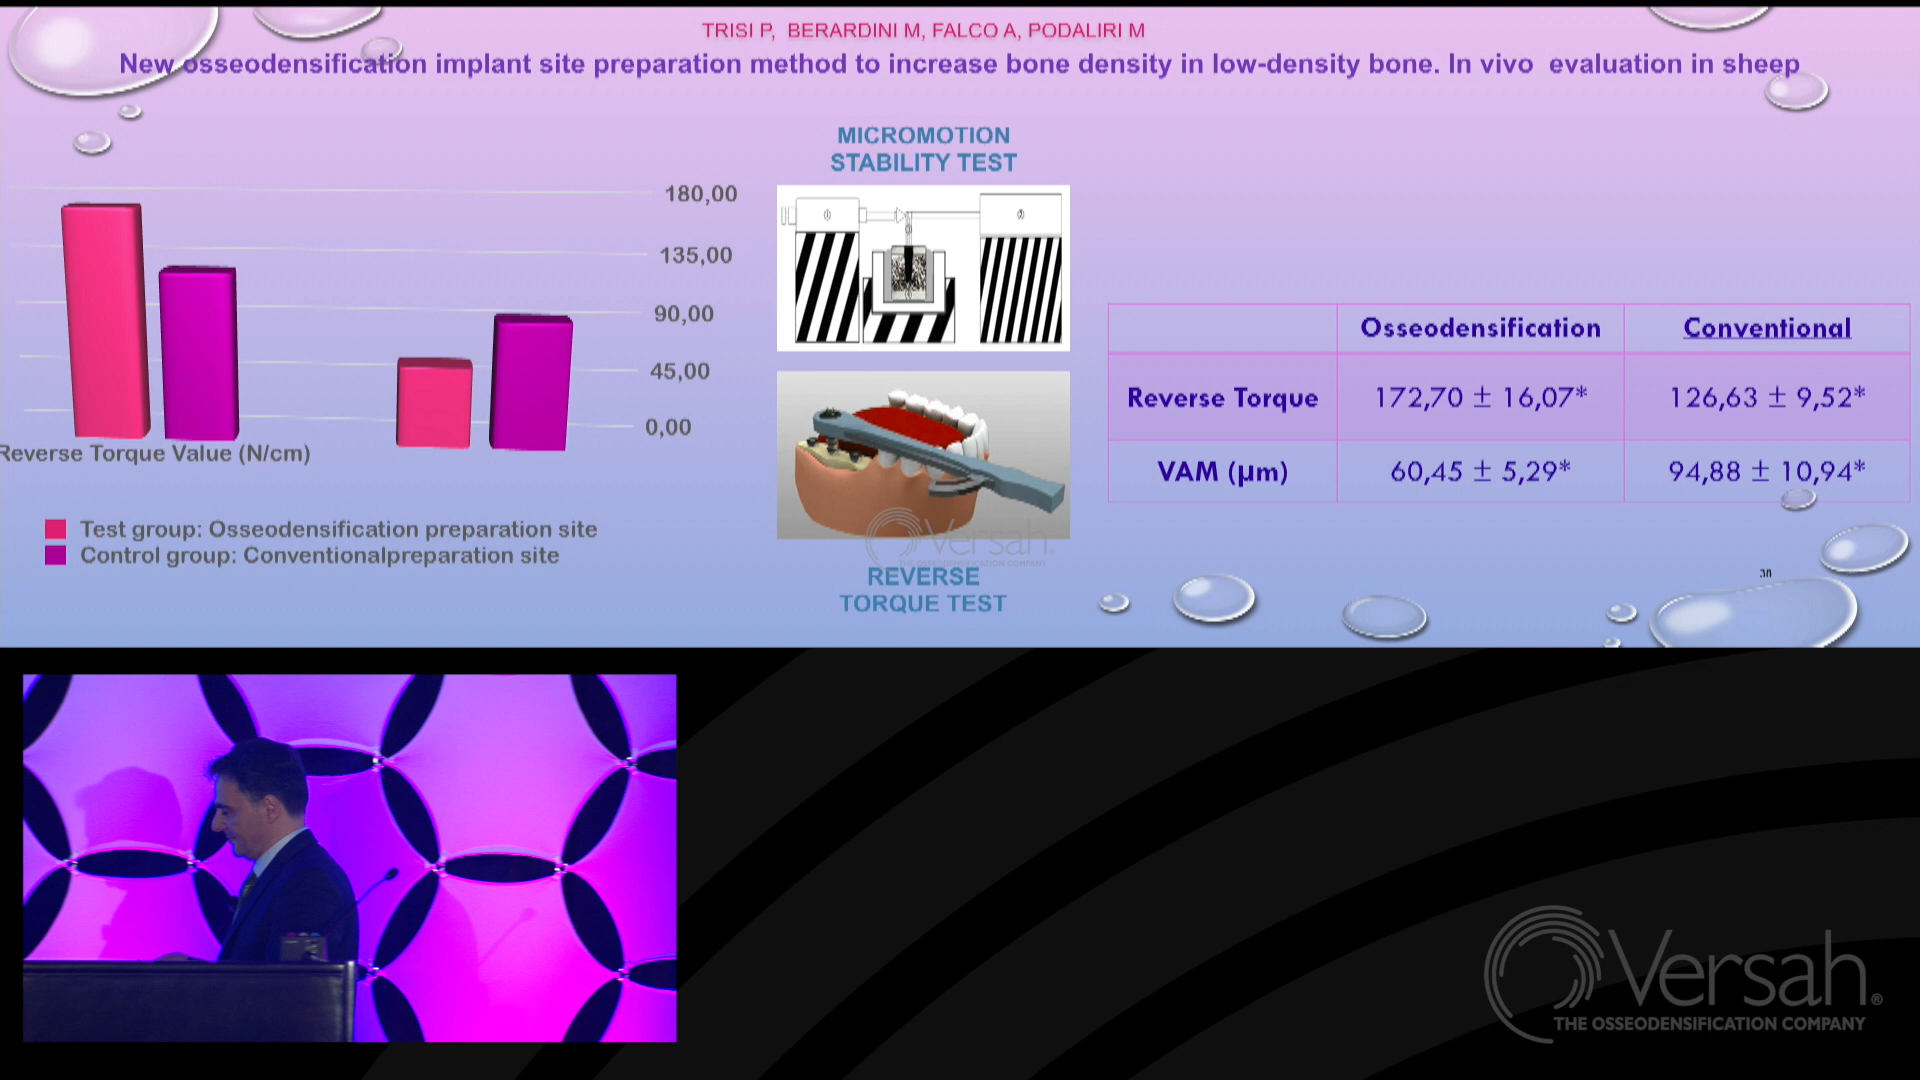 TRISI P, BERARDINI M, FALCO A, PODALIRI M
New osseodensification implant site preparation method to increase bone density in low-density bone. In vivo evaluation in sheep
180,00
135,00
90,00
45,00
0,00
Reverse Torque Value (N/cm)
Test group: Osseodensification preparation site
Control group: Conventionalpreparation site
MICROMOTION
STABILITY TEST
Versah®
THE OSSEODENSIFICATION COMPANY
REVERSE
TORQUE TEST
Osseodensification Conventional
Reverse Torque 172,70 ± 16,07* 126,63 ± 9,52*
VAM (μm) 60,45 ± 5,29* 94,88 ± 10,94*
Versah®
THE OSSEODENSIFICATION COMPANY